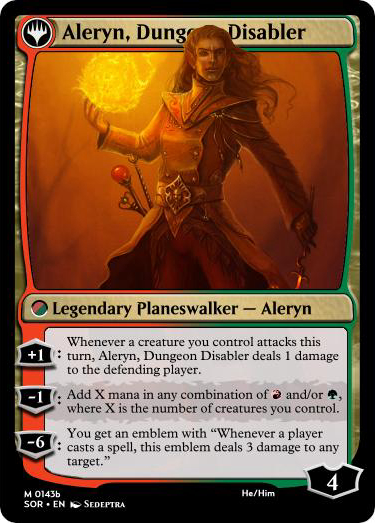 Aleryn, Dungeon Disabler
Legendary Planeswalker — Aleryn
+1: Whenever a creature you control attacks this
turn, Aleryn, Dungeon Disabler deals 1 damage
to the defending player.
-1: Add X mana in any combination of and/or ,
where X is the number of creatures you control.
-6: You get an emblem with “Whenever a player
casts a spell, this emblem deals 3 damage to any
target.”
4
M 0143b
SOR • EN Sedeptra
He/Him